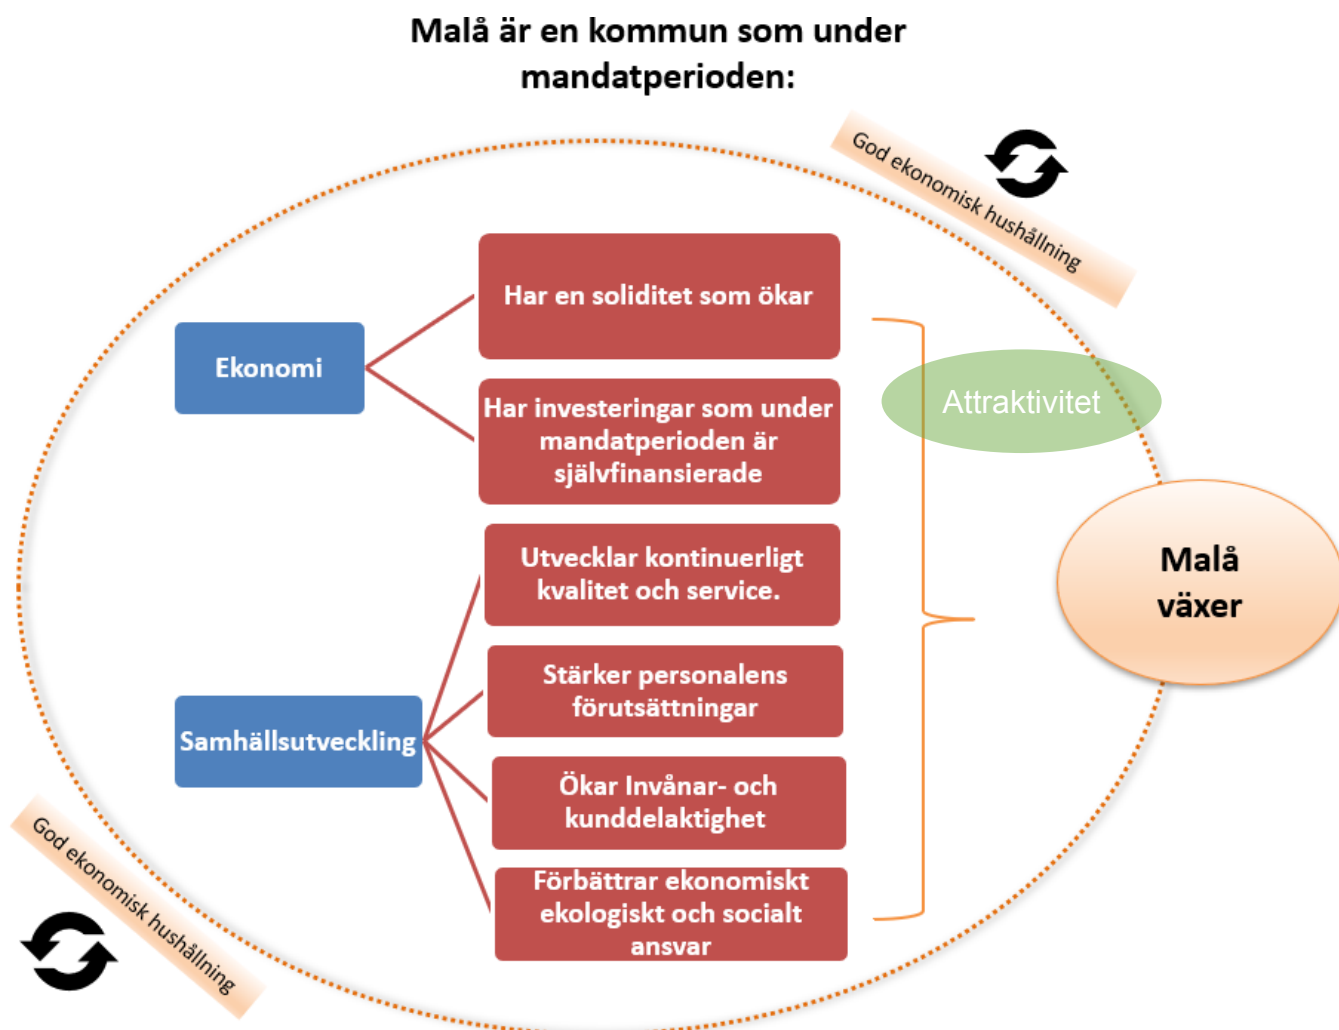 Malå är en kommun som under
mandatperioden:
God ekonomisk hushållning
Har en soliditet som ökar
Ekonomi
Har investeringar som under
mandatperioden är
självfinansierade
Attraktivitet
Utvecklar kontinuerligt
kvalitet och service.
Malå
växer
Stärker personalens
förutsättningar
Samhällsutveckling
Ökar Invånar- och
kunddelaktighet
Förbättrar ekonomiskt
ekologiskt och socialt
ansvar
God ekonomisk hushållning